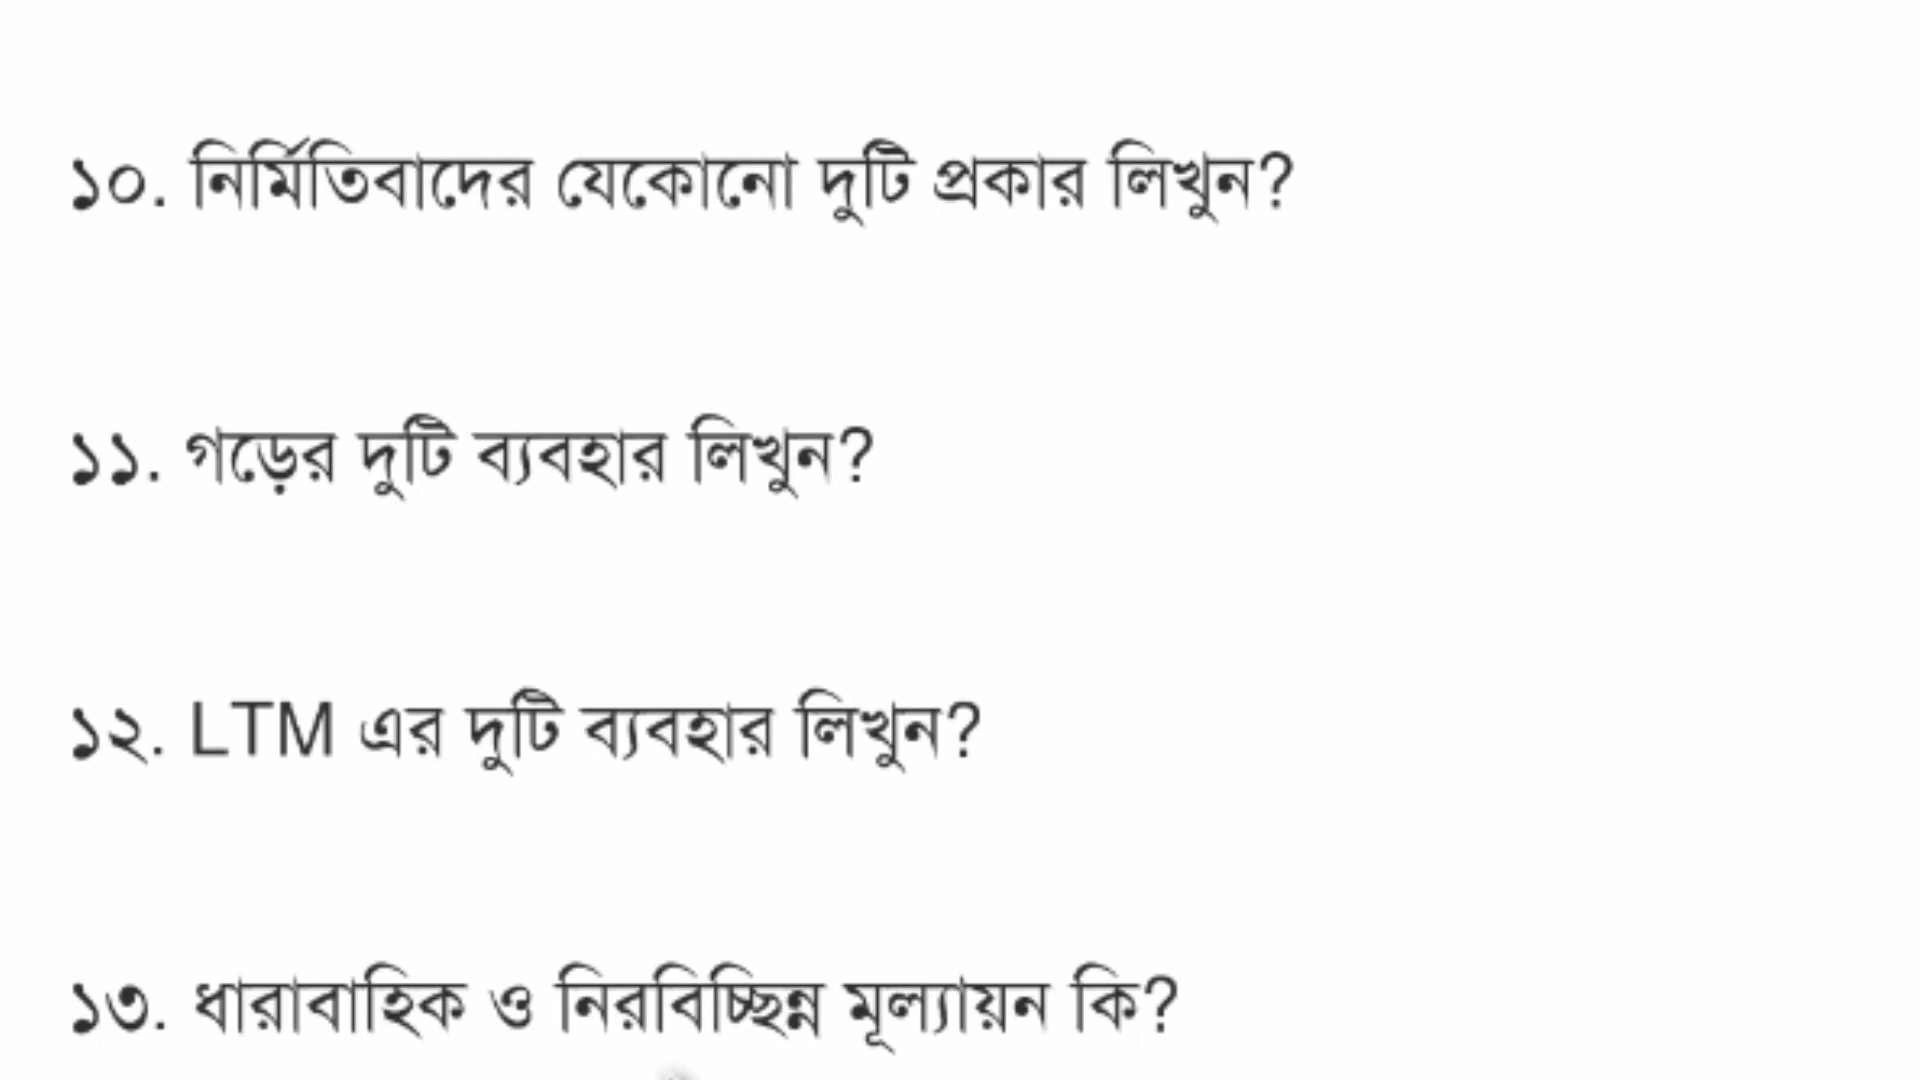 ১০. নির্মিতিবাদের যেকোনো দুটি প্রকার লিখুন?
১১. গড়ের দুটি ব্যবহার লিখুন?
১২. LTM এর দুটি ব্যবহার লিখুন?
১৩. ধারাবাহিক ও নিরবিচ্ছিন্ন মূল্যায়ন কি?